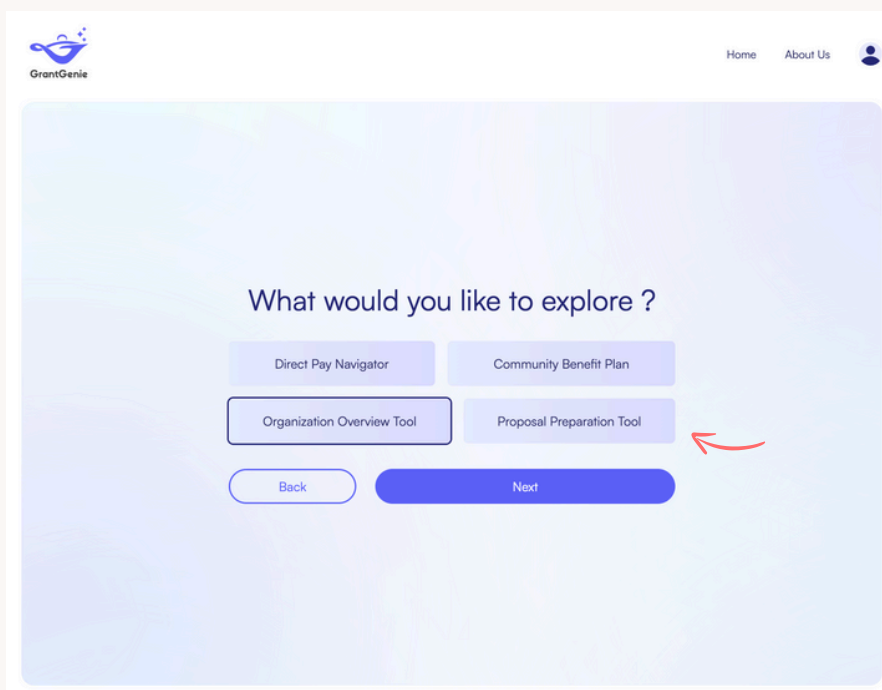 GrantGenie
Home About Us
What would you like to explore ?
Direct Pay Navigator Community Benefit Plan
Organization Overview Tool Proposal Preparation Tool
Back Next